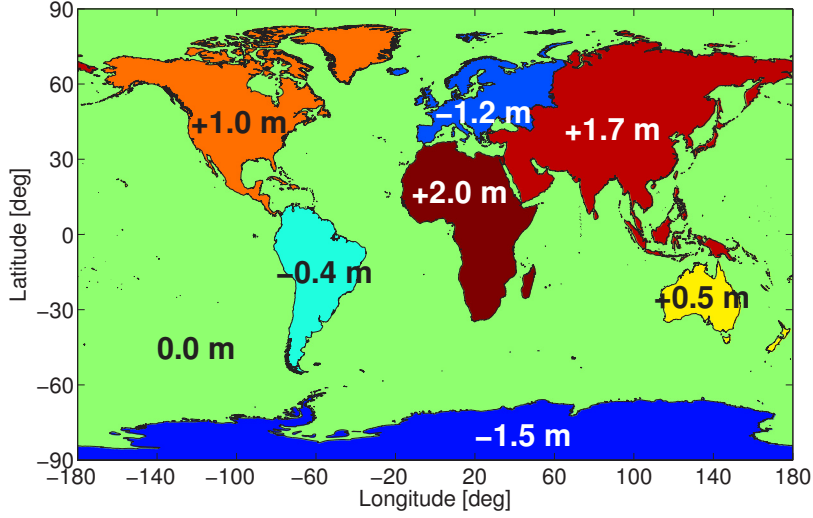 90
60
30
0
−30
−60
−90
Latitude [deg]
+1.0 m
−1.2 m
+1.7 m
+2.0 m
−0.4 m
+0.5 m
0.0 m
−1.5 m
−180 −140 −100 −60 −20 20 60 100 140 180
Longitude [deg]